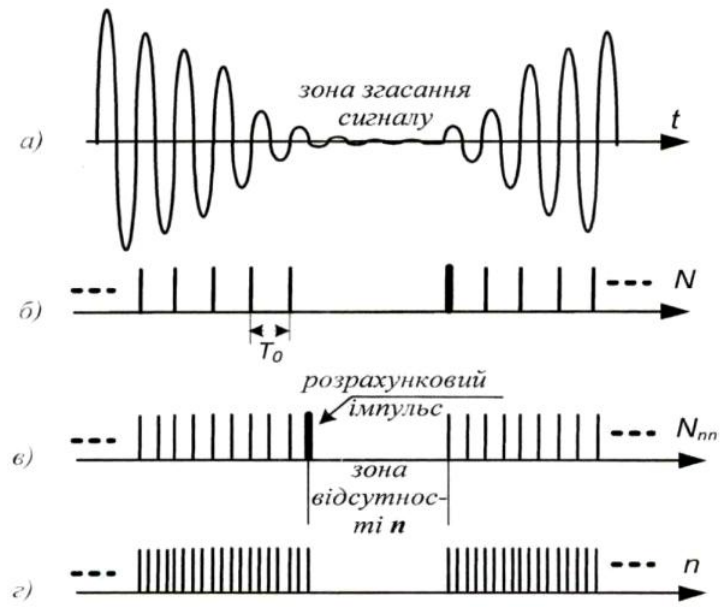 зона згасання
сигналу
t
а)
N
б)
T₀
розрахунковий
імпульс
Nпп
в)
зона
відсутнос-
ті n
n
г)